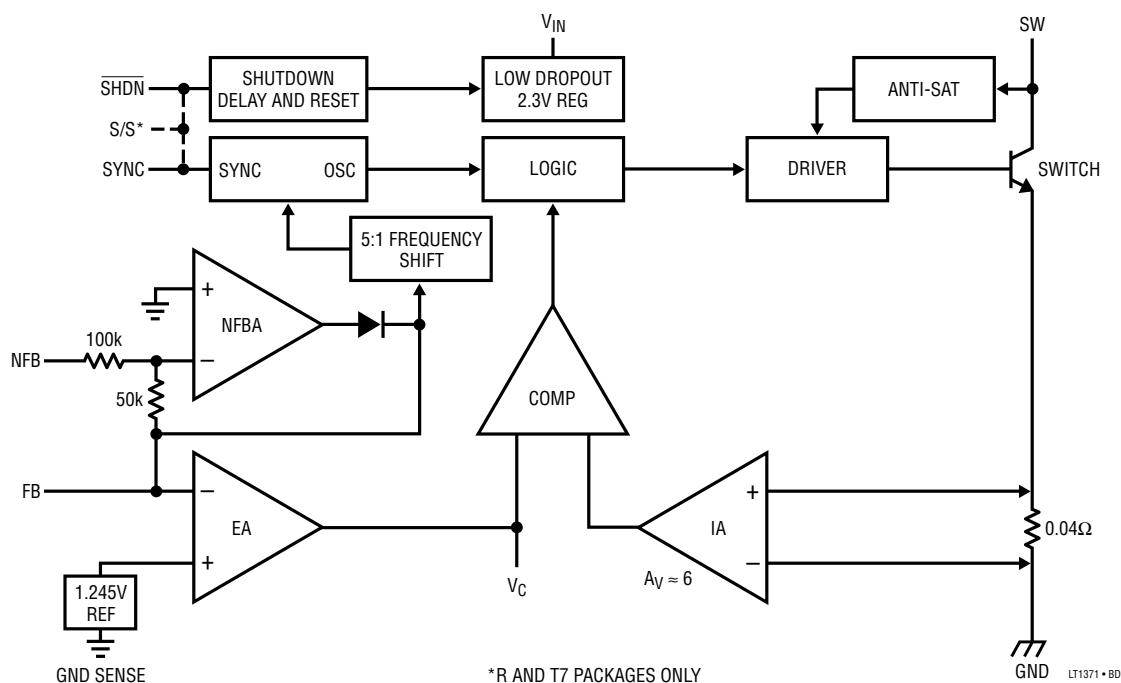 V_IN
SW
SHDN
SHUTDOWN
DELAY AND RESET
LOW DROPOUT
2.3V REG
ANTI-SAT
S/S*
SYNC
SYNC OSC
LOGIC
DRIVER
SWITCH
5:1 FREQUENCY
SHIFT
+
NFBA
−
100k
NFB
50k
COMP
FB
−
EA
+
+
IA
−
0.04Ω
A_V ≈ 6
V_C
1.245V
REF
GND SENSE
*R AND T7 PACKAGES ONLY
GND
LT1371 • BD